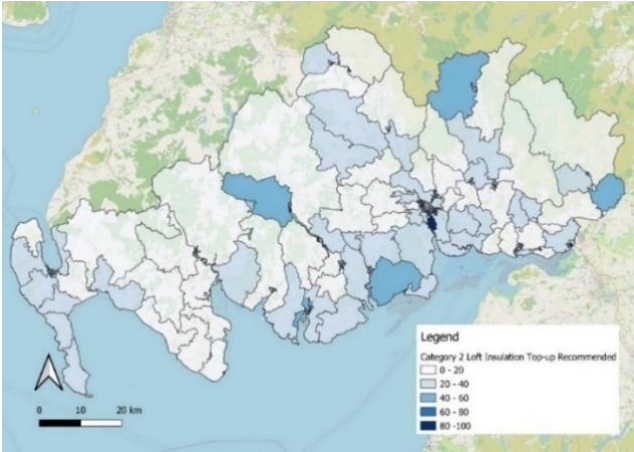 Legend
Category 2 Loft Insulation Top-up Recommended
0 - 20
20 - 40
40 - 60
60 - 80
80 -100
0 10 20 km